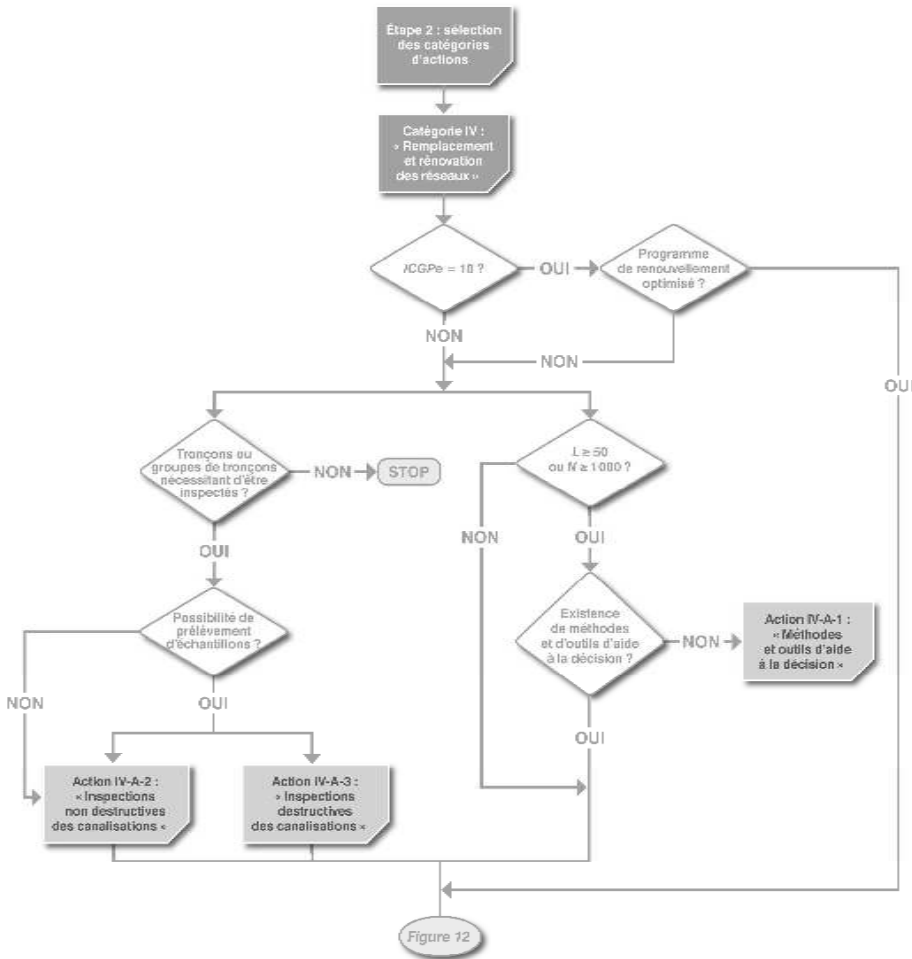 Étape 2 : sélection
des catégories
d'actions
Catégorie IV :
« Remplacement
et rénovation
des réseaux »
ICGPe = 10 ?
OUI
Programme
de renouvellement
optimisé ?
NON
NON
OUI
Tronçons ou
groupes de tronçons
nécessitant d'être
inspectés ?
NON
STOP
L ≥ 50
ou N ≥ 1 000 ?
NON
OUI
OUI
Possibilité de
prélèvement
d'échantillons ?
Existence
de méthodes
et d'outils d'aide
à la décision ?
NON
Action IV-A-1 :
« Méthodes
et outils d'aide
à la décision »
NON
OUI
OUI
Action IV-A-2 :
« Inspections
non destructives
des canalisations »
Action IV-A-3 :
« Inspections
destructives
des canalisations »
Figure 12